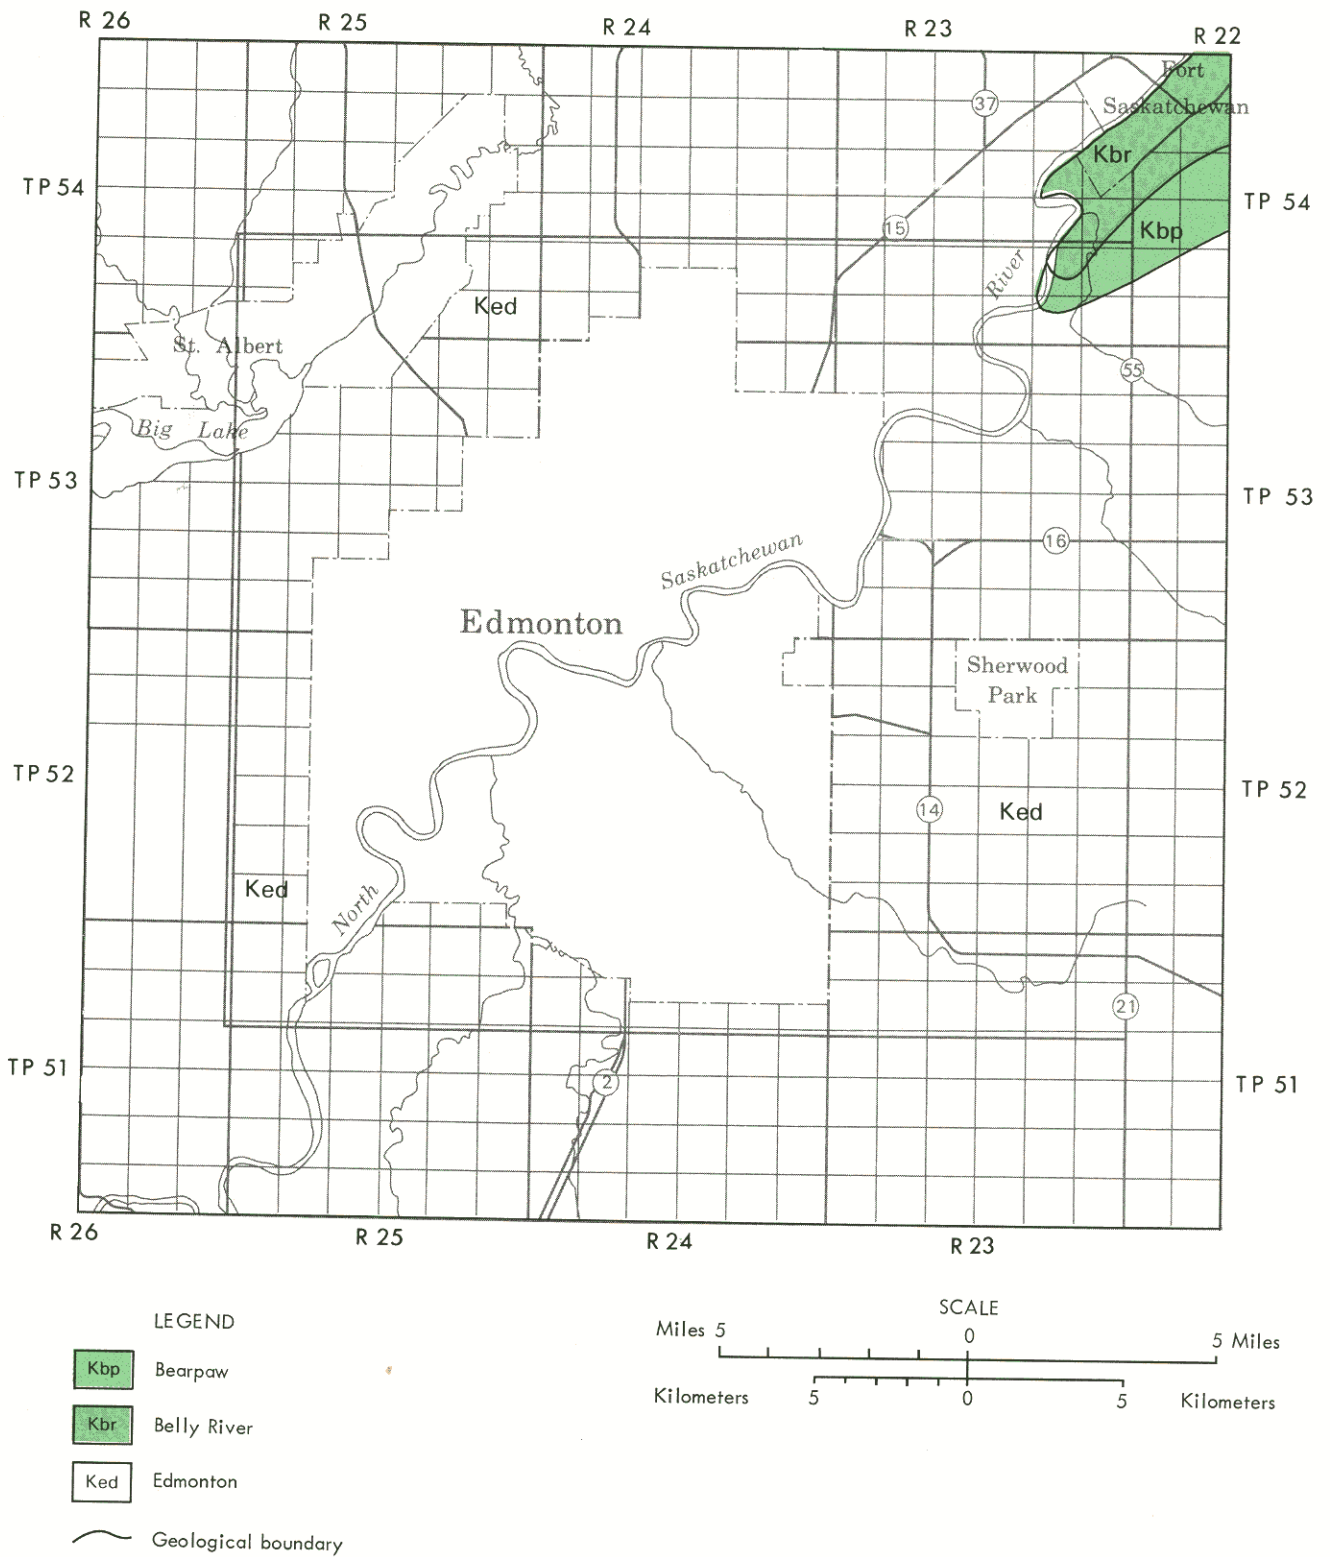 R 26
R 25
R 24
R 23
R 22
Fort
Saskatchewan
37
Kbr
TP 54
TP 54
15
Kbp
River
Ked
St. Albert
55
Big Lake
TP 53
TP 53
16
Saskatchewan
Edmonton
Sherwood
Park
TP 52
TP 52
14
Ked
Ked
North
21
TP 51
2
TP 51
R 26
R 25
R 24
R 23
LEGEND
Kbp Bearpaw
Kbr Belly River
Ked Edmonton
Geological boundary
SCALE
Miles 5 0 5 Miles
Kilometers 5 0 5 Kilometers